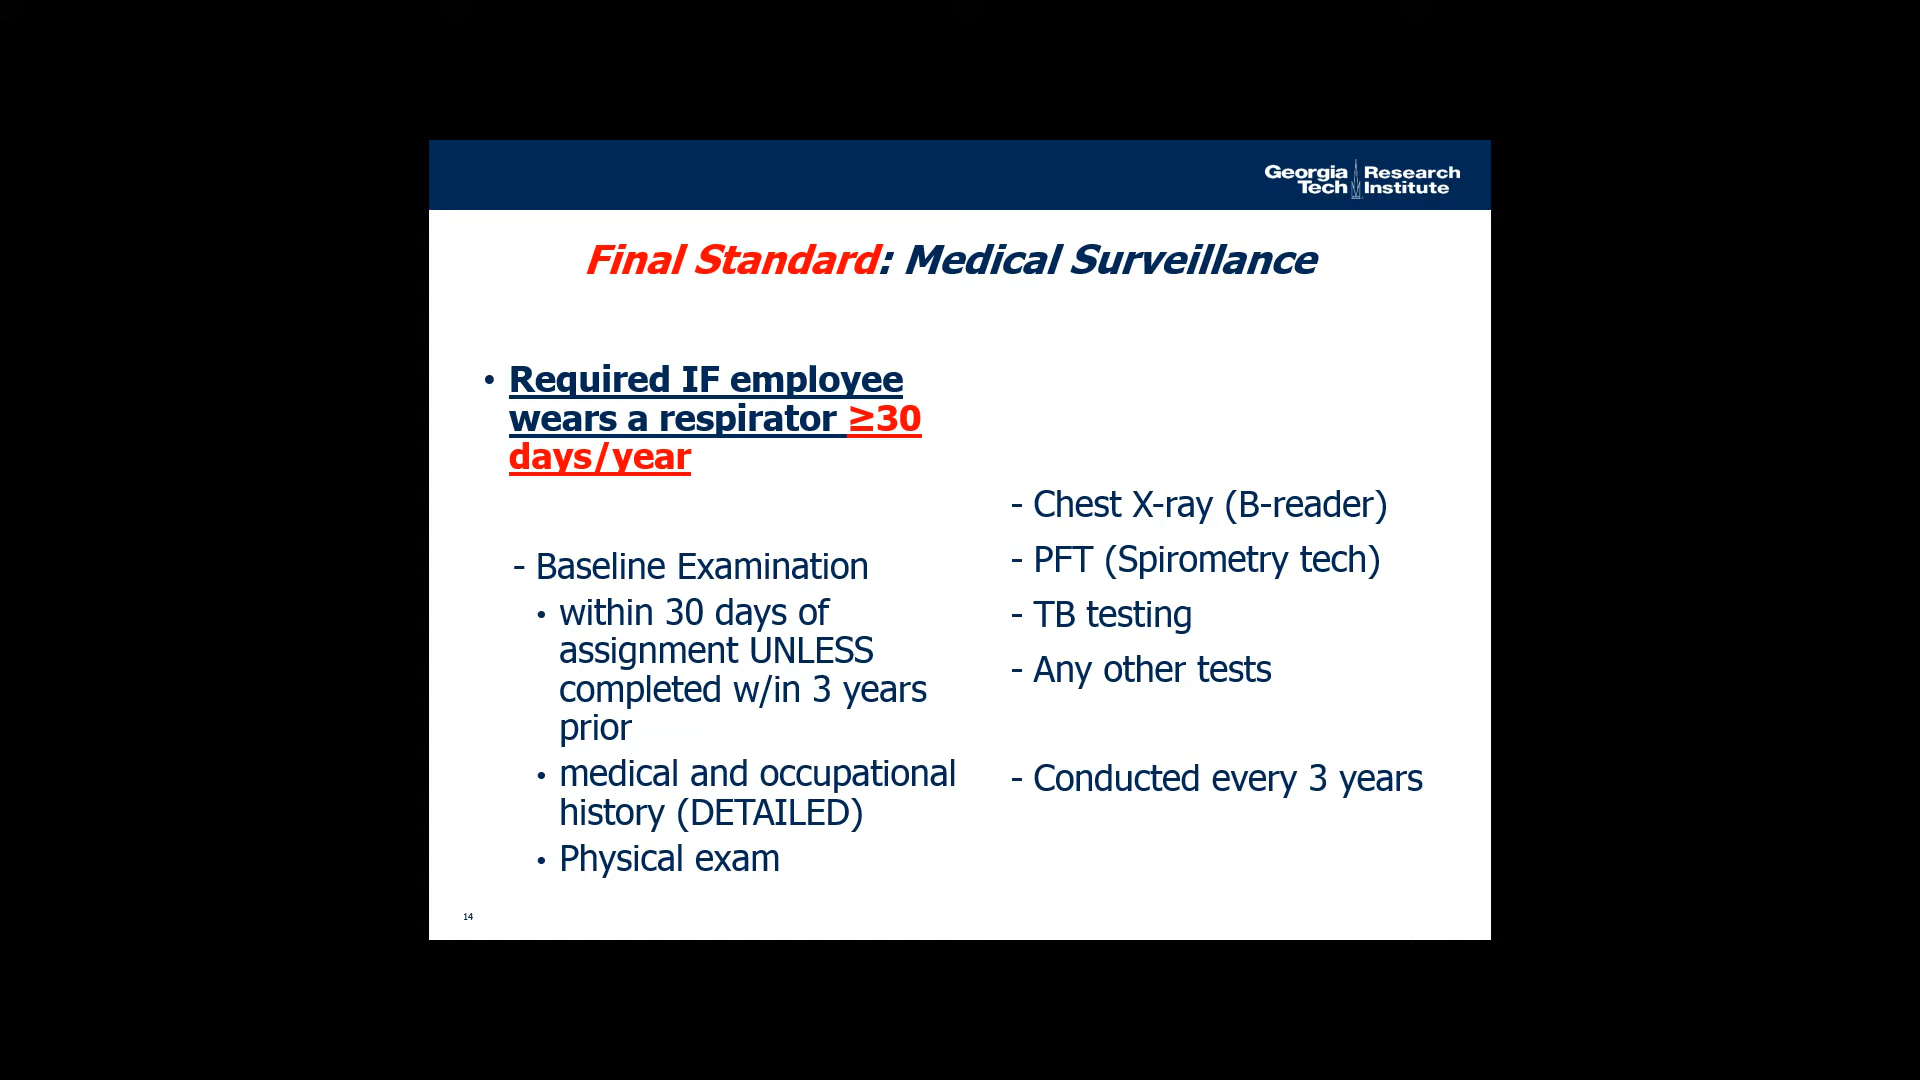 Georgia Research
Tech Institute
Final Standard: Medical Surveillance
• Required IF employee
wears a respirator ≥30
days/year
- Baseline Examination
• within 30 days of
assignment UNLESS
completed w/in 3 years
prior
• medical and occupational
history (DETAILED)
• Physical exam
- Chest X-ray (B-reader)
- PFT (Spirometry tech)
- TB testing
- Any other tests
- Conducted every 3 years
14